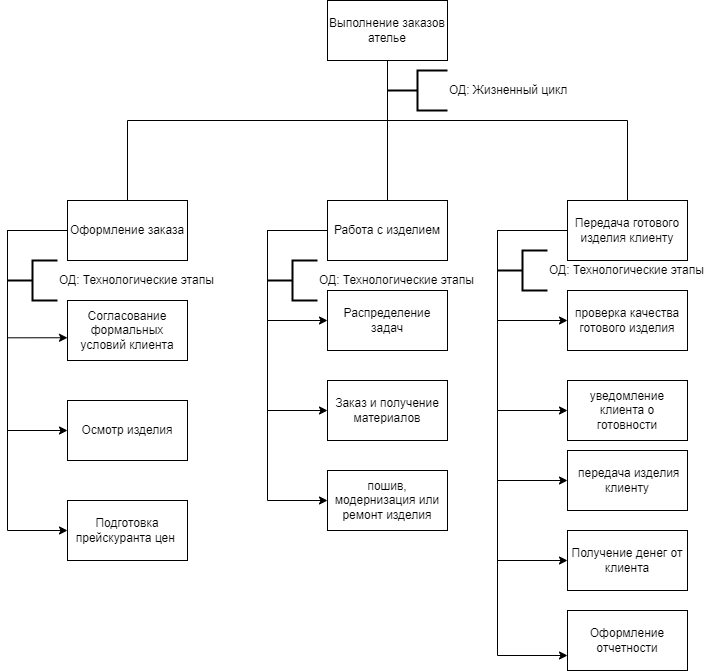 Выполнение заказов
ателье
ОД: Жизненный цикл
Оформление заказа
ОД: Технологические этапы
Согласование
формальных
условий клиента
Осмотр изделия
Подготовка
прейскуранта цен
Работа с изделием
ОД: Технологические этапы
Распределение
задач
Заказ и получение
материалов
пошив,
модернизация или
ремонт изделия
Передача готового
изделия клиенту
ОД: Технологические этапы
проверка качества
готового изделия
уведомление
клиента о
готовности
передача изделия
клиенту
Получение денег от
клиента
Оформление
отчетности